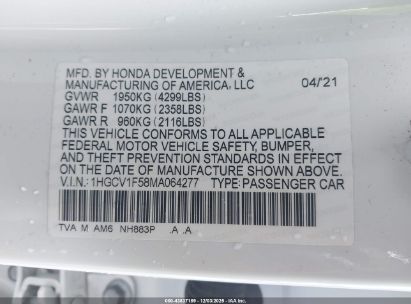 MFD. BY HONDA DEVELOPMENT &
MANUFACTURING OF AMERICA, LLC 04/21
GVWR 1950KG (4299LBS)
GAWR F 1070KG (2358LBS)
GAWR R 960KG (2116LBS)
THIS VEHICLE CONFORMS TO ALL APPLICABLE
FEDERAL MOTOR VEHICLE SAFETY, BUMPER,
AND THEFT PREVENTION STANDARDS IN EFFECT
ON THE DATE OF MANUFACTURE SHOWN ABOVE.
V.I.N.: 1HGCV1F58MA064277 TYPE: PASSENGER CAR
TVA M AM6 NH883P .A .A